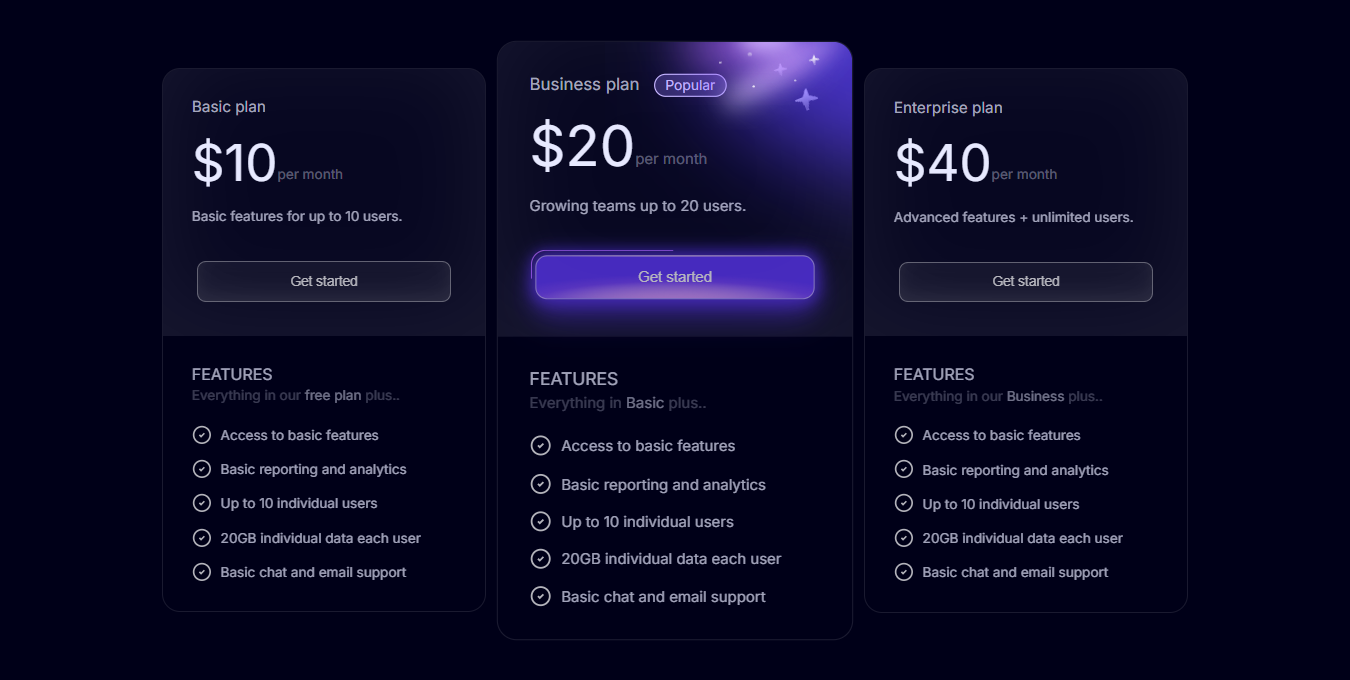 Basic plan
$10 per month
Basic features for up to 10 users.
Get started
FEATURES
Everything in our free plan plus..
Access to basic features
Basic reporting and analytics
Up to 10 individual users
20GB individual data each user
Basic chat and email support
Business plan Popular
$20 per month
Growing teams up to 20 users.
Get started
FEATURES
Everything in Basic plus..
Access to basic features
Basic reporting and analytics
Up to 10 individual users
20GB individual data each user
Basic chat and email support
Enterprise plan
$40 per month
Advanced features + unlimited users.
Get started
FEATURES
Everything in our Business plus..
Access to basic features
Basic reporting and analytics
Up to 10 individual users
20GB individual data each user
Basic chat and email support